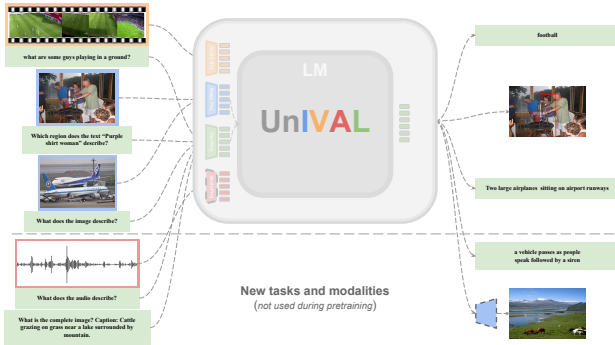 what are some guys playing in a ground?
Which region does the text “Purple
shirt woman” describe?
What does the image describe?
What does the audio describe?
What is the complete image? Caption: Cattle
grazing on grass near a lake surrounded by
mountain.
LM
UnIVAL
New tasks and modalities
(not used during pretraining)
football
Two large airplanes sitting on airport runways
a vehicle passes as people
speak followed by a siren